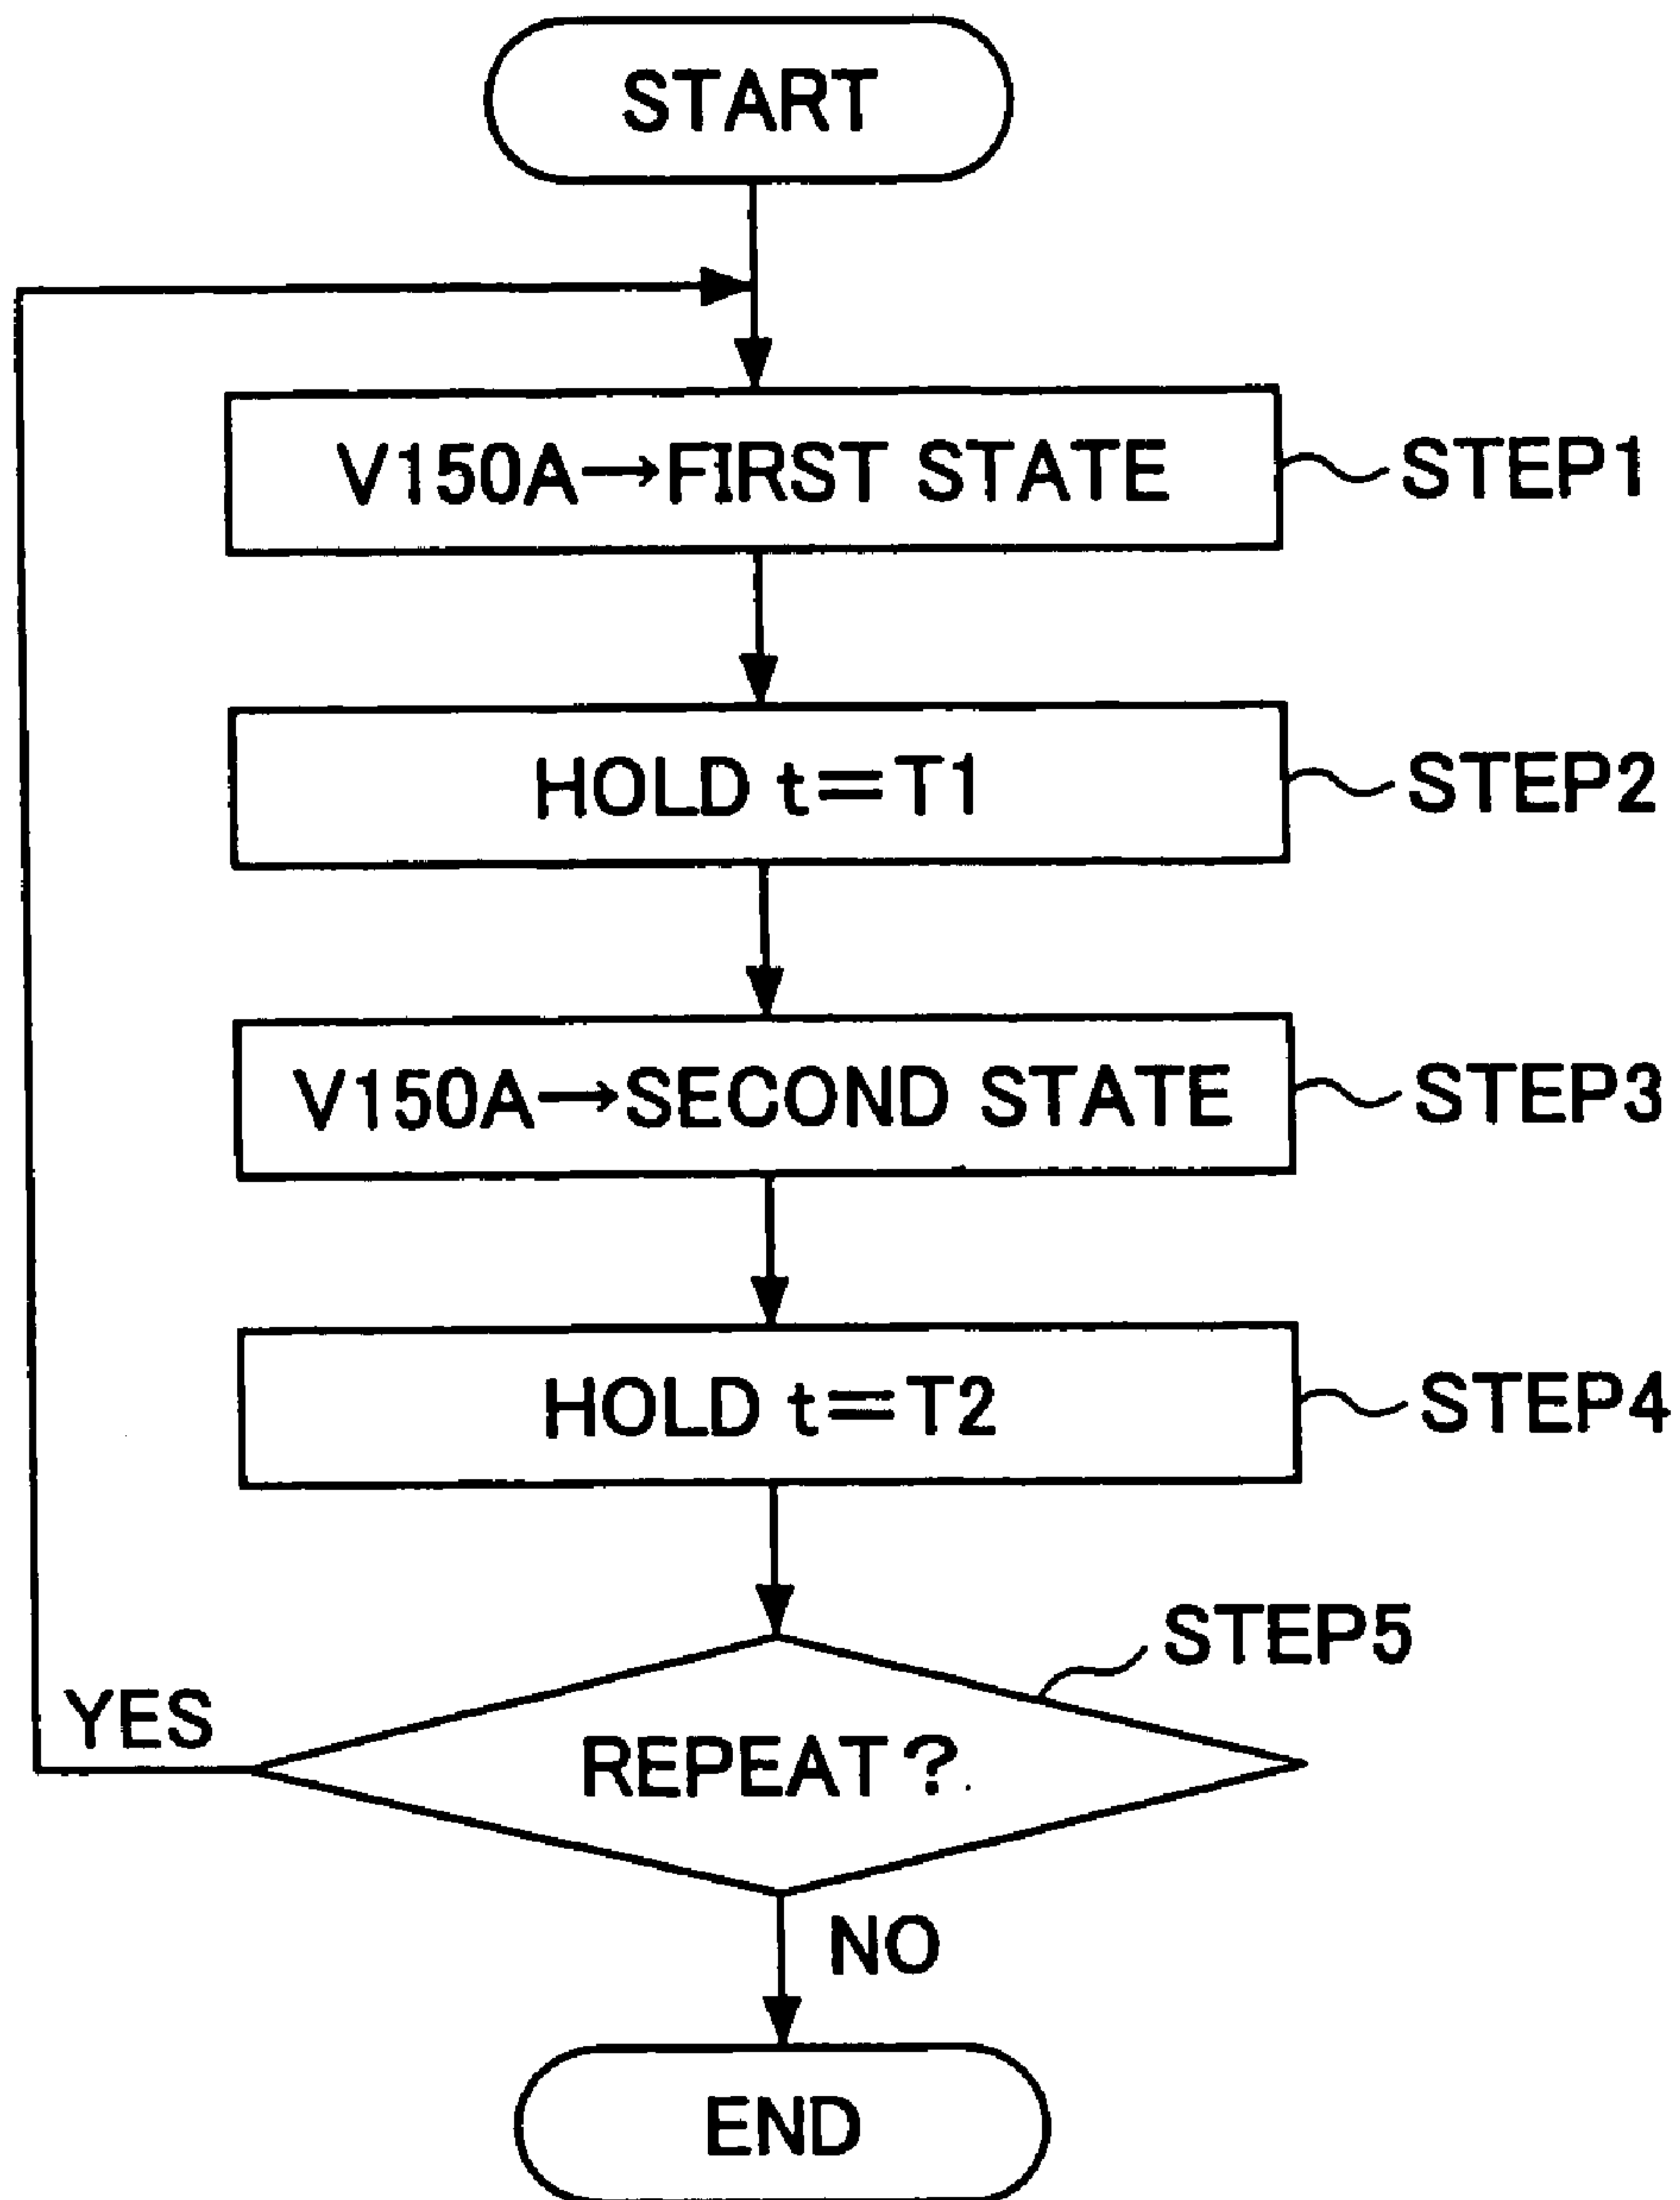 START
V150A→FIRST STATE
STEP1
HOLD t=T1
STEP2
V150A→SECOND STATE
STEP3
HOLD t=T2
STEP4
STEP5
YES
REPEAT?
NO
END